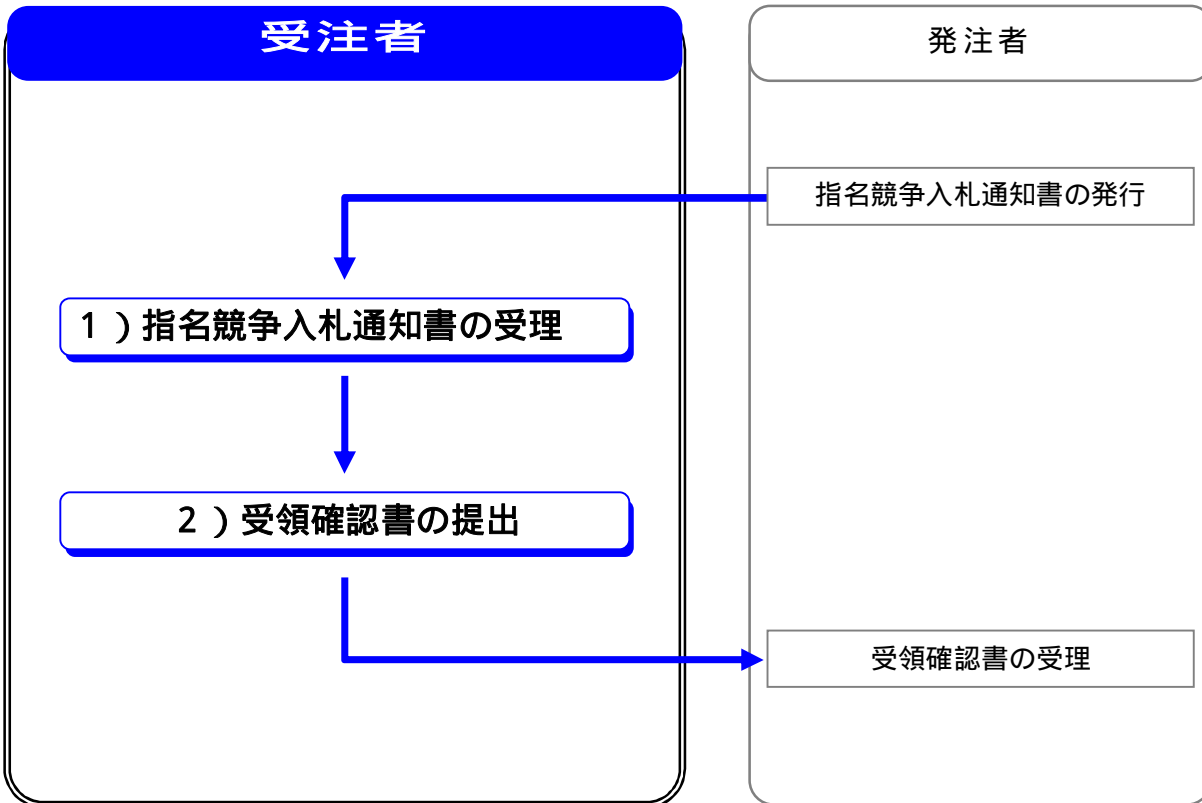 受注者
発注者
指名競争入札通知書の発行
1）指名競争入札通知書の受理
2）受領確認書の提出
受領確認書の受理